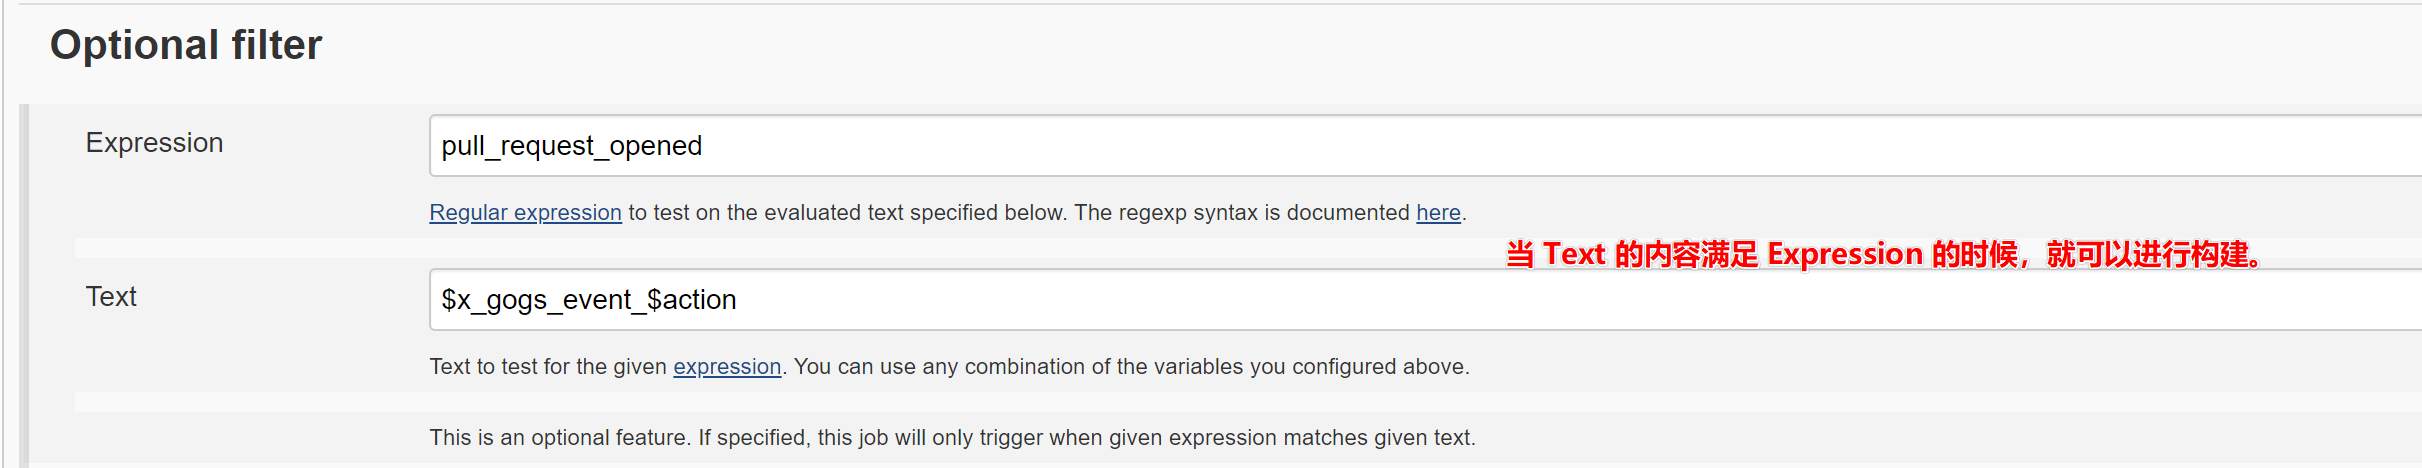 Optional filter
Expression
pull_request_opened
Regular expression to test on the evaluated text specified below. The regexp syntax is documented here.
当 Text 的内容满足 Expression 的时候，就可以进行构建。
Text
$x_gogs_event_$action
Text to test for the given expression. You can use any combination of the variables you configured above.
This is an optional feature. If specified, this job will only trigger when given expression matches given text.